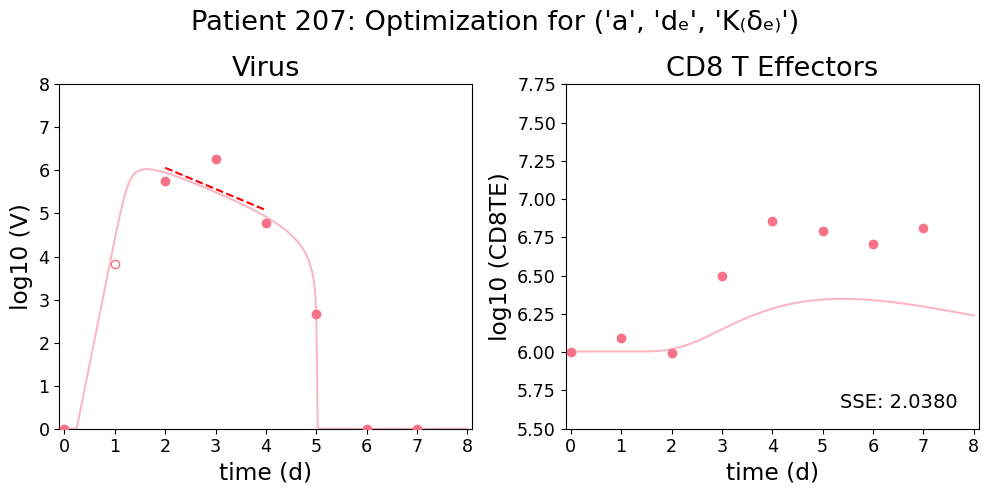 Patient 207: Optimization for ('a', 'dₑ', 'K₍δₑ₎')
Virus
CD8 T Effectors
log10 (V)
8
7
6
5
4
3
2
1
0
0 1 2 3 4 5 6 7 8
time (d)
log10 (CD8TE)
7.75
7.50
7.25
7.00
6.75
6.50
6.25
6.00
5.75
5.50
SSE: 2.0380
0 1 2 3 4 5 6 7 8
time (d)